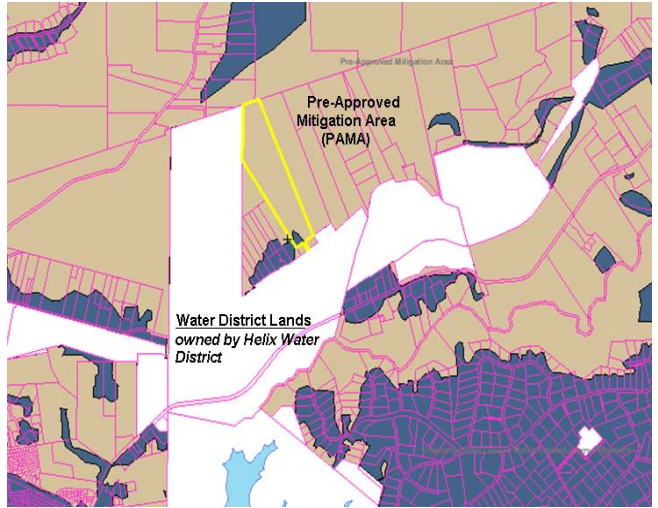 Pre-Approved Mitigation Area
Pre-Approved
Mitigation Area
(PAMA)
Water District Lands
owned by Helix Water
District